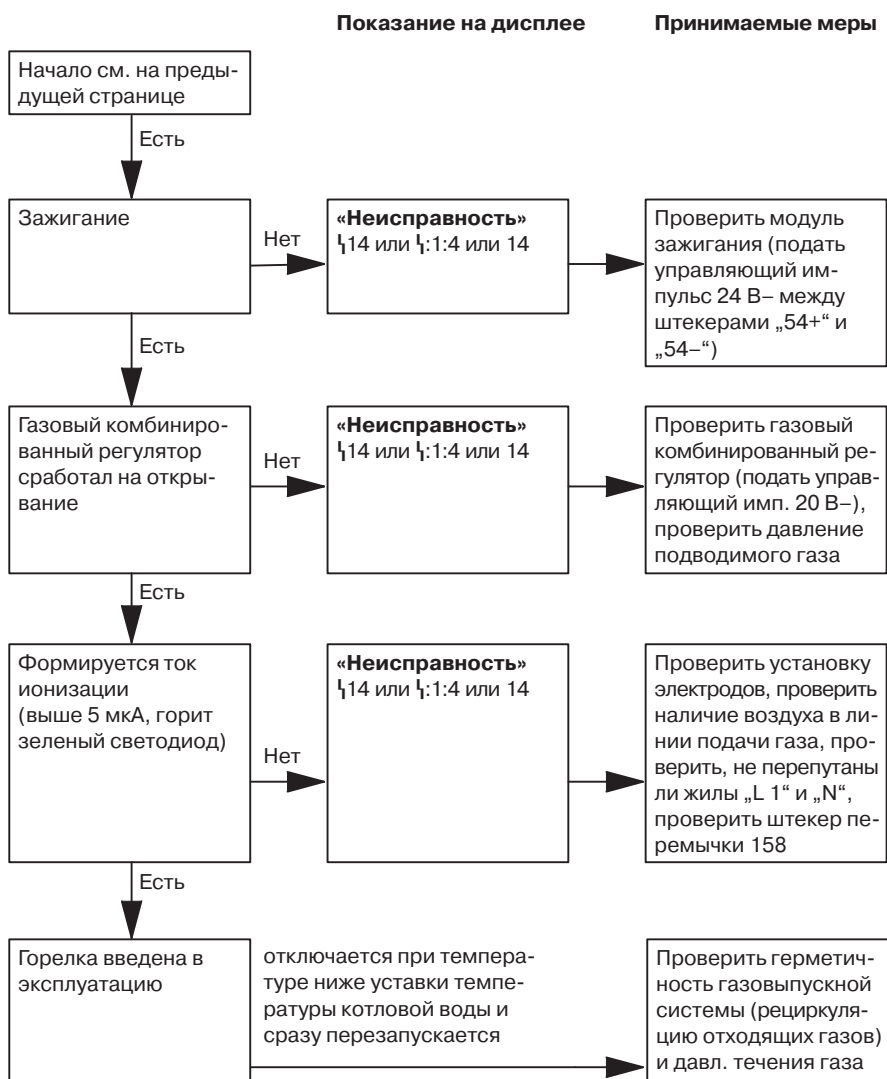 Показание на дисплее
Принимаемые меры
Начало см. на преды-
дущей странице
Есть
Зажигание
Нет
«Неисправность»
ϟ14 или ϟ:1:4 или 14
Проверить модуль
зажигания (подать
управляющий им-
пульс 24 В– между
штекерами „54+“ и
„54–“)
Есть
Газовый комбиниро-
ванный регулятор
сработал на откры-
вание
Нет
«Неисправность»
ϟ14 или ϟ:1:4 или 14
Проверить газовый
комбинированный ре-
гулятор (подать управ-
ляющий имп. 20 В–),
проверить давление
подводимого газа
Есть
Формируется ток
ионизации
(выше 5 мкА, горит
зеленый светодиод)
Нет
«Неисправность»
ϟ14 или ϟ:1:4 или 14
Проверить установку
электродов, проверить
наличие воздуха в ли-
нии подачи газа, про-
верить, не перепутаны
ли жилы „L 1“ и „N“,
проверить штекер пе-
ремычки 158
Есть
Горелка введена в
эксплуатацию
отключается при темпера-
туре ниже уставки темпе-
ратуры котловой воды и
сразу перезапускается
Проверить герметич-
ность газовыпускной
системы (рециркуля-
цию отходящих газов)
и давл. течения газа